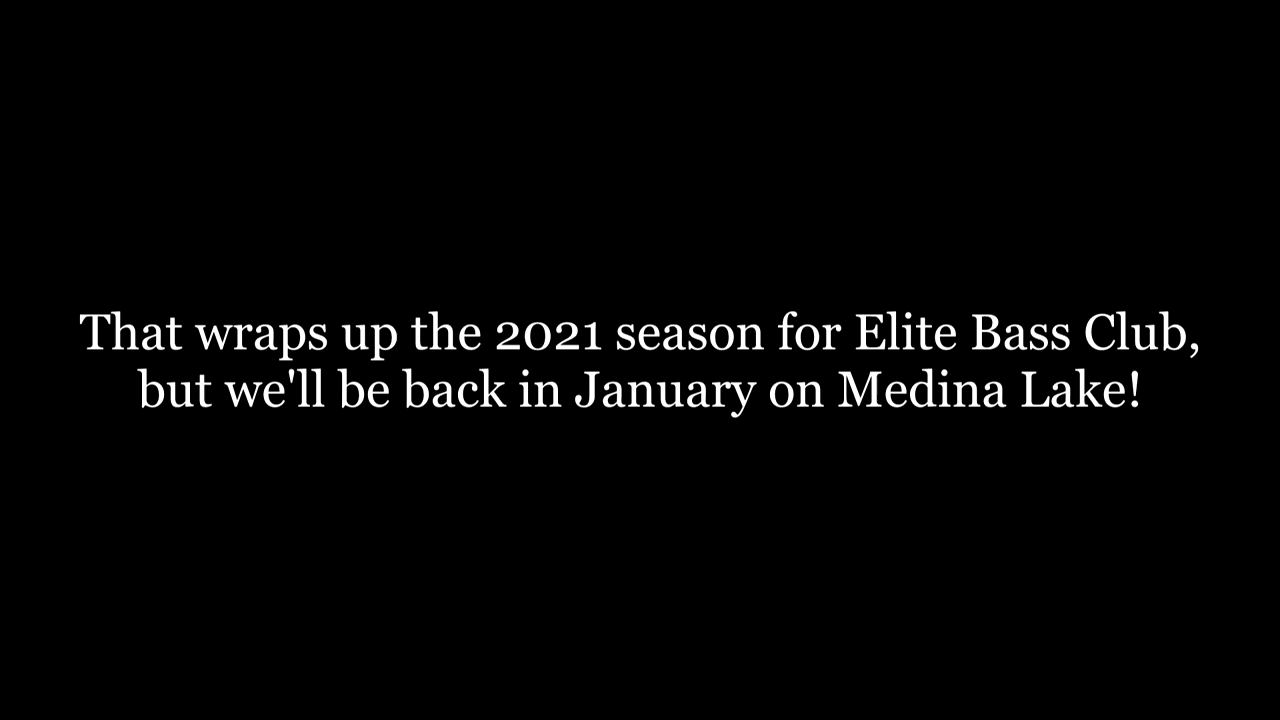 That wraps up the 2021 season for Elite Bass Club,
but we'll be back in January on Medina Lake!